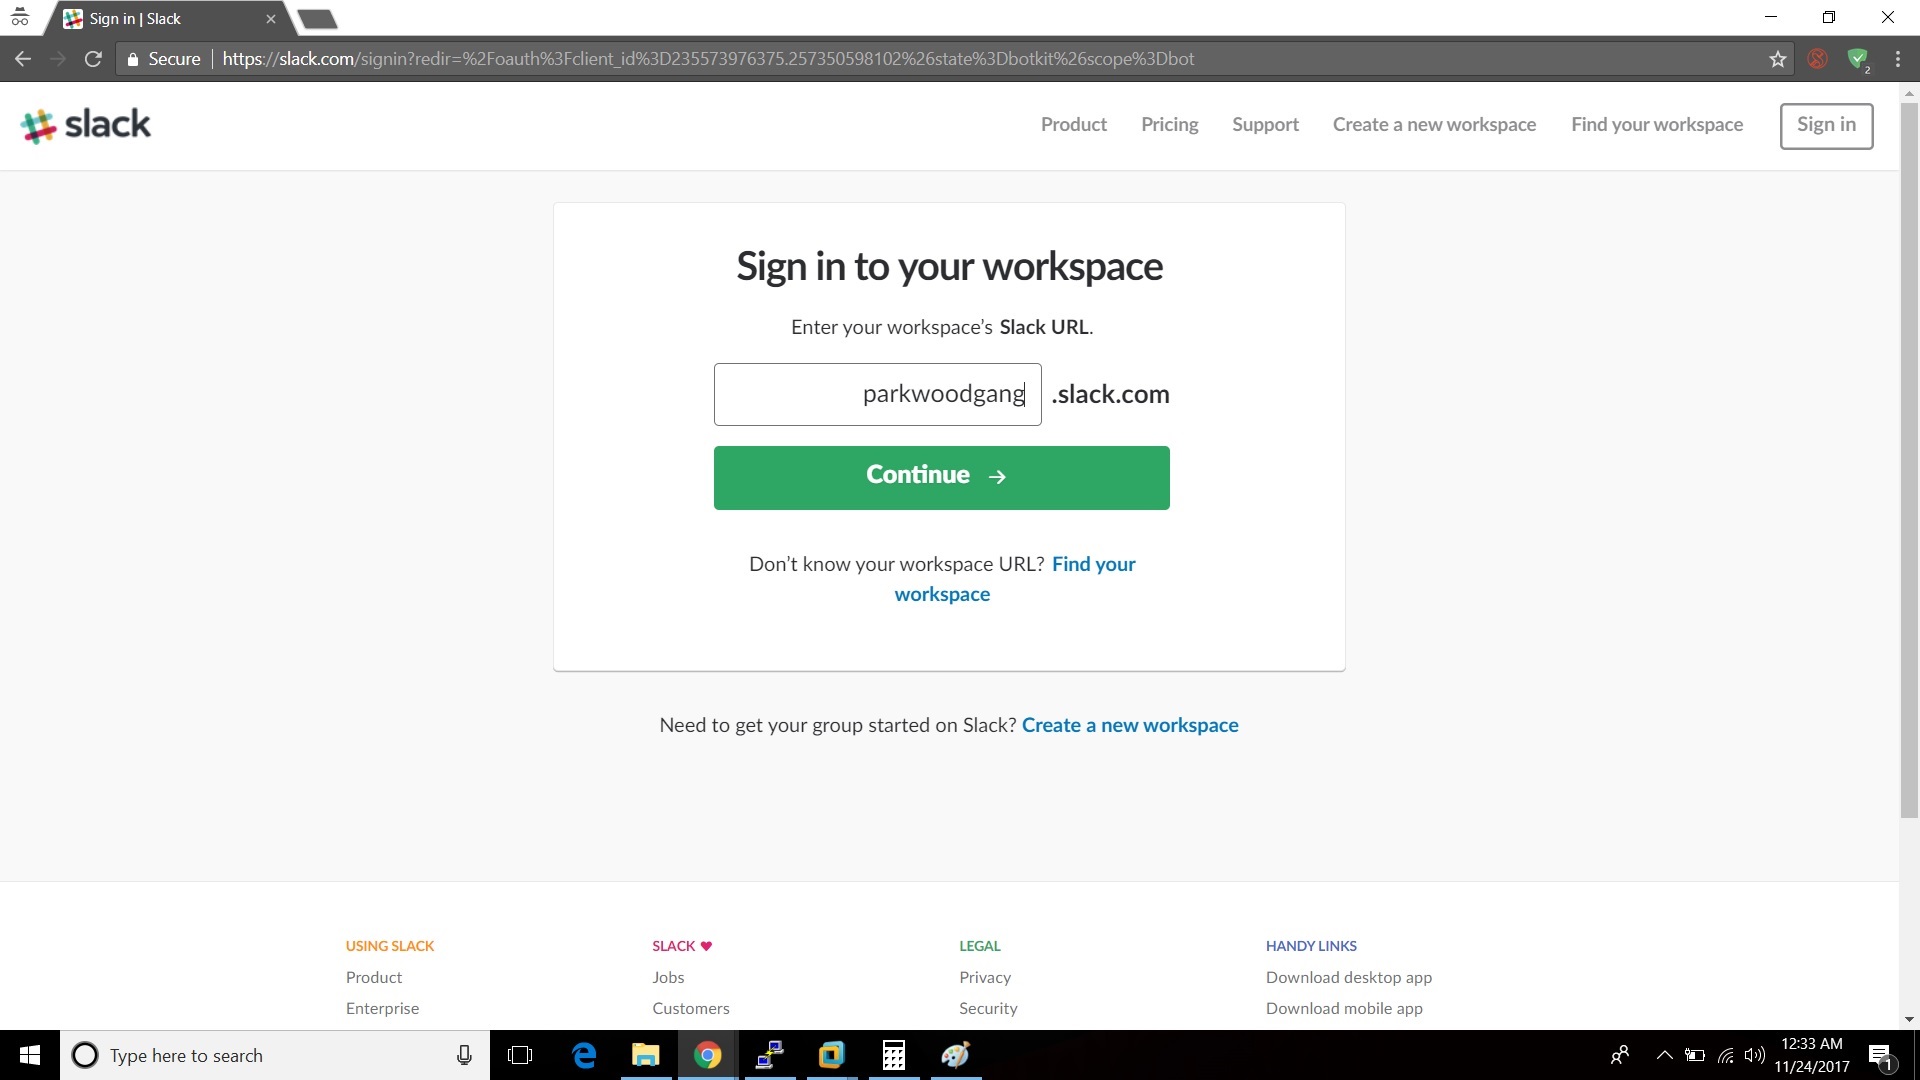 Sign in | Slack
Secure
https://slack.com/signin?redir=%2Foauth%3Fclient_id%3D235573976375.257350598102%26state%3Dbotkit%26scope%3Dbot
2
slack
Product
Pricing
Support
Create a new workspace
Find your workspace
Sign in
Sign in to your workspace
Enter your workspace’s Slack URL.
parkwoodgang .slack.com
Continue →
Don’t know your workspace URL? Find your
workspace
Need to get your group started on Slack? Create a new workspace
USING SLACK
Product
Enterprise
SLACK ♥
Jobs
Customers
LEGAL
Privacy
Security
HANDY LINKS
Download desktop app
Download mobile app
Type here to search
12:33 AM
11/24/2017
1